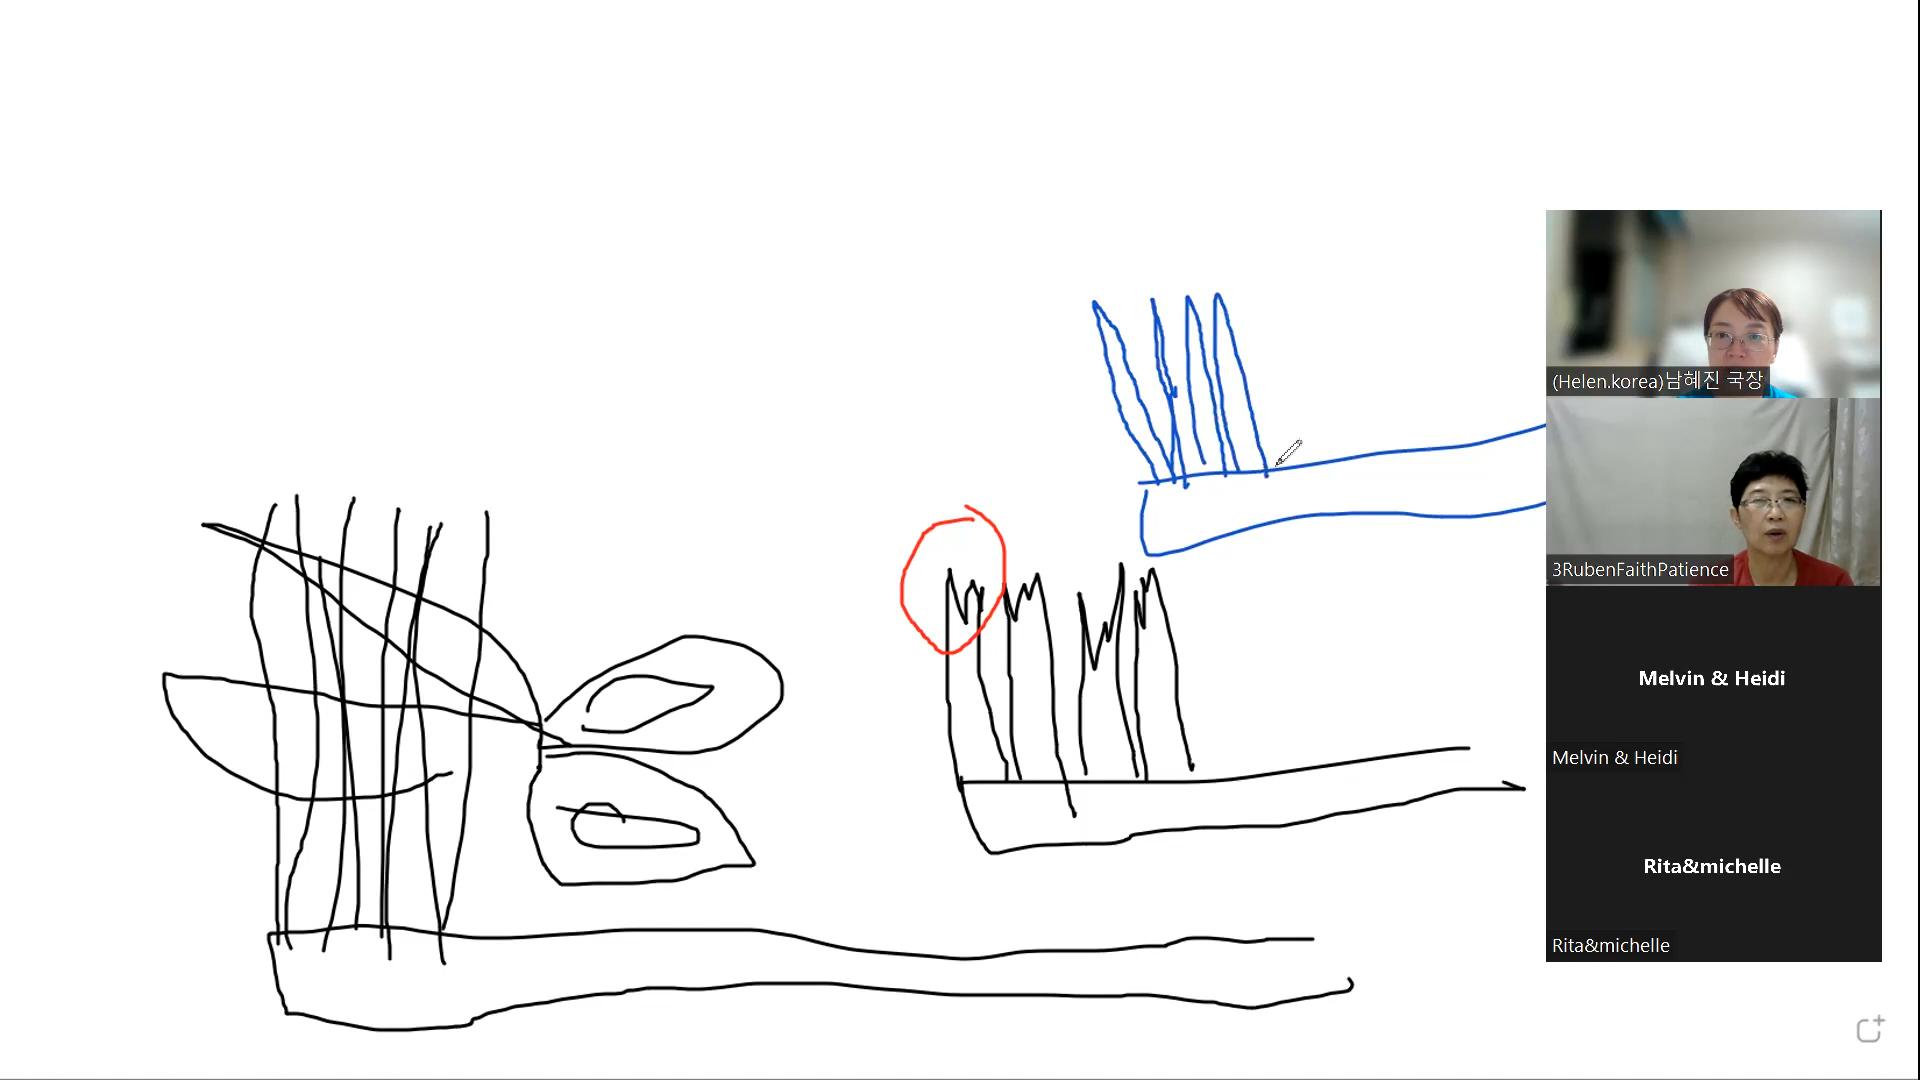 (Helen.korea)남혜진 국장
3RubenFaithPatience
Melvin & Heidi
Melvin & Heidi
Rita&michelle
Rita&michelle